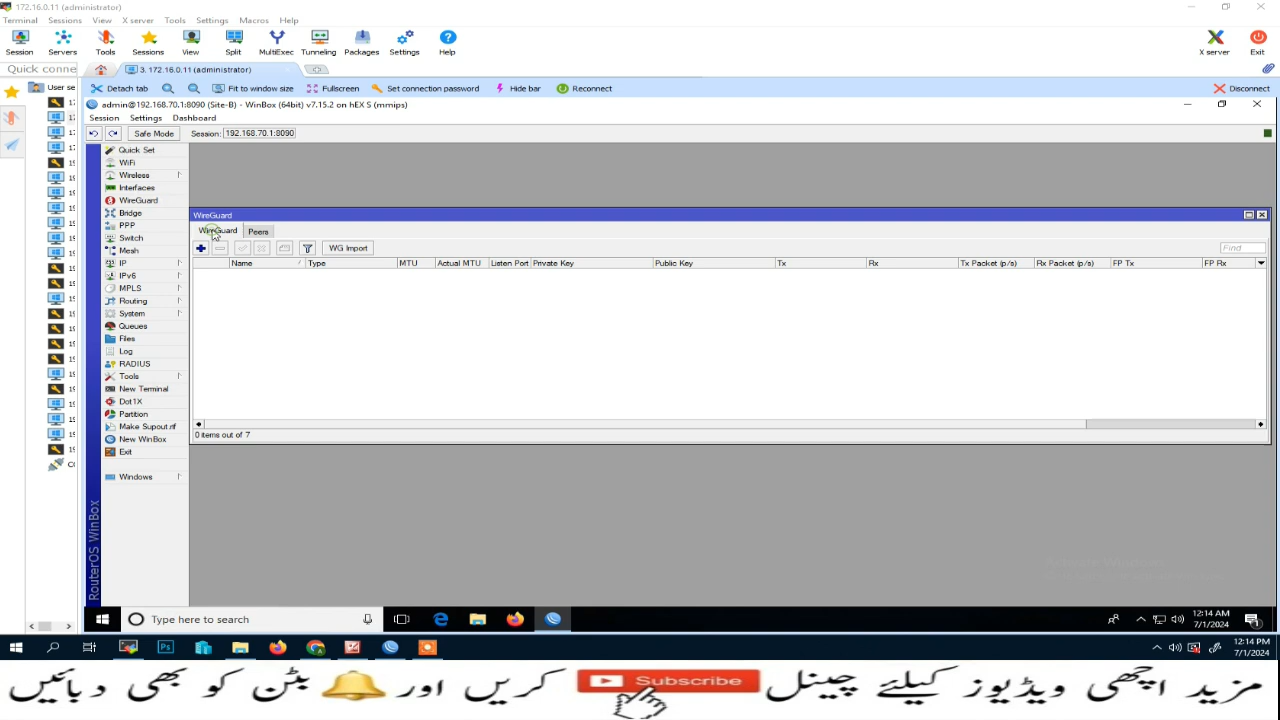 172.16.0.11 (administrator)
Terminal Sessions View X server Tools Settings Macros Help
Session Servers Tools Sessions View Split MultiExec Tunneling Packages Settings Help X server Exit
Quick conne 3. 172.16.0.11 (administrator)
User se
Detach tab Fit to window size Fullscreen Set connection password Hide bar Reconnect Disconnect
admin@192.168.70.1:8090 (Site-B) - WinBox (64bit) v7.15.2 on hEX S (mmips)
Session Settings Dashboard
Safe Mode Session: 192.168.70.1:8090
Quick Set
WiFi
Wireless
Interfaces
WireGuard
Bridge
PPP
Switch
Mesh
IP
IPv6
MPLS
Routing
System
Queues
Files
Log
RADIUS
Tools
New Terminal
Dot1X
Partition
Make Supout.rif
New WinBox
Exit
Windows
RouterOS WinBox
WireGuard
WireGuard Peers
WG Import Find
Name Type MTU Actual MTU Listen Port Private Key Public Key Tx Rx Tx Packet (p/s) Rx Packet (p/s) FP Tx FP Rx
0 items out of 7
Type here to search
12:14 AM
7/1/2024
12:14 PM
7/1/2024
مزید اچھی ویڈیوز کیلئے چینل Subscribe کریں اور بٹن کو بھی دبائیں